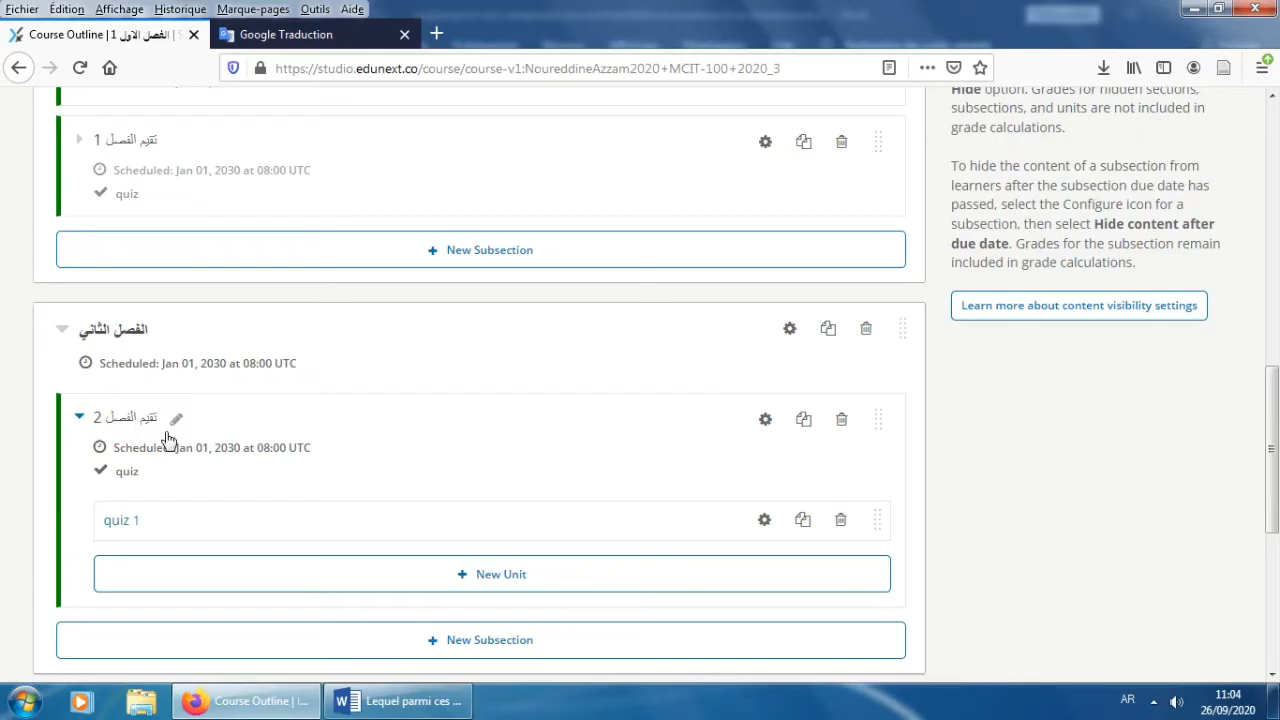 Fichier Édition Affichage Historique Marque-pages Outils Aide
Course Outline | الفصل الاول 1 | S
Google Traduction
https://studio.edunext.co/course/course-v1:NoureddineAzzam2020+MCIT-100+2020_3
تقيم الفصل 1
Scheduled: Jan 01, 2030 at 08:00 UTC
quiz
New Subsection
الفصل الثاني
Scheduled: Jan 01, 2030 at 08:00 UTC
تقيم الفصل 2
Scheduled: Jan 01, 2030 at 08:00 UTC
quiz
quiz 1
New Unit
New Subsection
Hide option. Grades for hidden sections,
subsections, and units are not included in
grade calculations.
To hide the content of a subsection from
learners after the subsection due date has
passed, select the Configure icon for a
subsection, then select Hide content after
due date. Grades for the subsection remain
included in grade calculations.
Learn more about content visibility settings
Course Outline | ا...
Lequel parmi ces ...
AR
11:04
26/09/2020